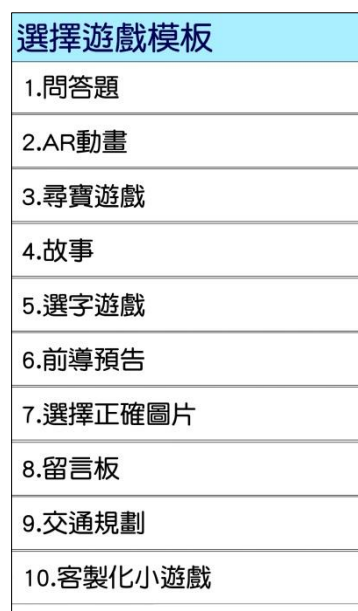 選擇遊戲模板
1.問答題
2.AR動畫
3.尋寶遊戲
4.故事
5.選字遊戲
6.前導預告
7.選擇正確圖片
8.留言板
9.交通規劃
10.客製化小遊戲